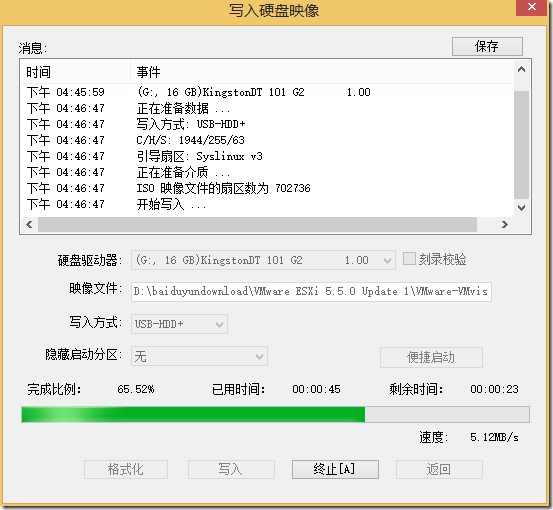 写入硬盘映像
消息:
保存
时间 事件
下午 04:45:59 (G:, 16 GB)KingstonDT 101 G2 1.00
下午 04:46:47 正在准备数据 ...
下午 04:46:47 写入方式: USB-HDD+
下午 04:46:47 C/H/S: 1944/255/63
下午 04:46:47 引导扇区: Syslinux v3
下午 04:46:47 正在准备介质 ...
下午 04:46:47 ISO 映像文件的扇区数为 702736
下午 04:46:47 开始写入 ...
硬盘驱动器: (G:, 16 GB)KingstonDT 101 G2 1.00 刻录校验
映像文件: D:\baiduyundownload\VMware ESXi 5.5.0 Update 1\VMware-VMvis
写入方式: USB-HDD+
隐藏启动分区: 无 便捷启动
完成比例: 65.52% 已用时间: 00:00:45 剩余时间: 00:00:23
速度: 5.12MB/s
格式化 写入 终止[A] 返回